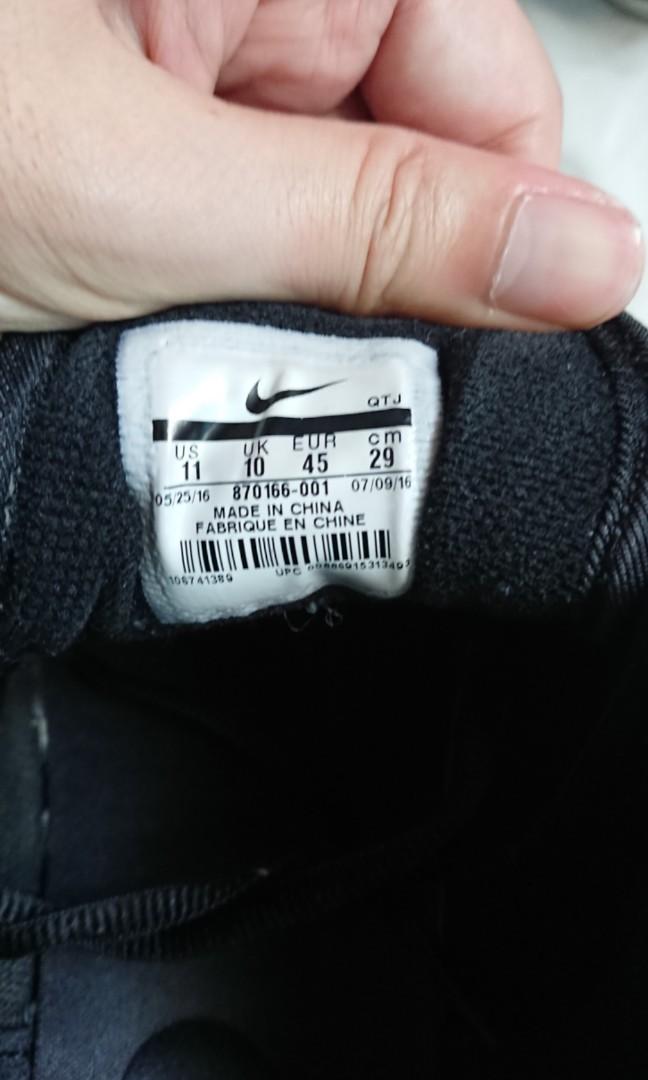 QTJ
US UK EUR cm
11 10 45 29
05/25/16 870166-001 07/09/16
MADE IN CHINA
FABRIQUE EN CHINE
106741389 UPC